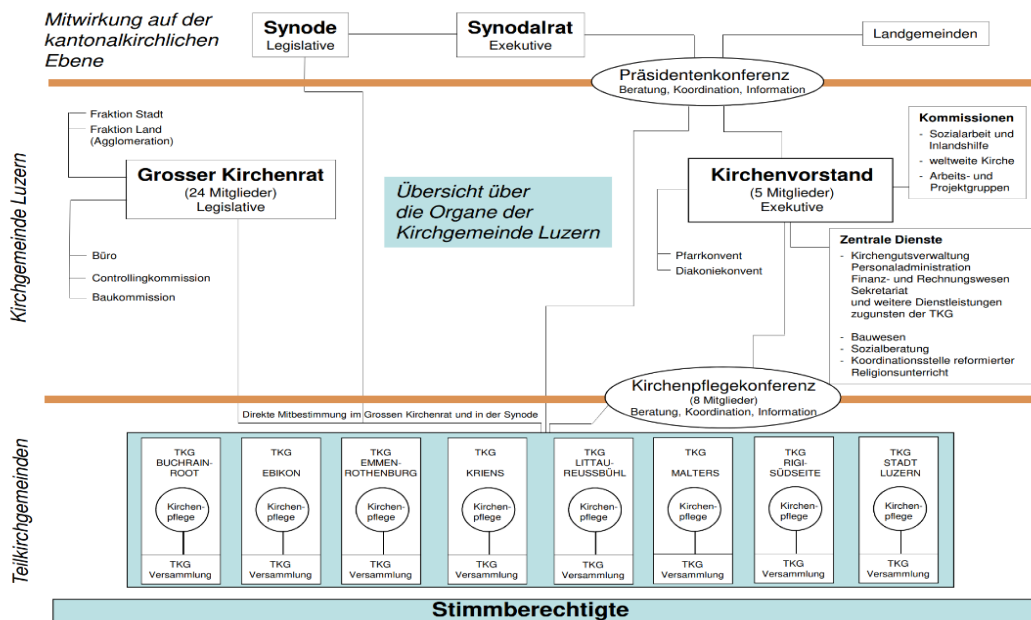 Mitwirkung auf der
kantonalkirchlichen
Ebene
Synode
Legislative
Synodalrat
Exekutive
Landgemeinden
Präsidentenkonferenz
Beratung, Koordination, Information
Kirchgemeinde Luzern
Fraktion Stadt
Fraktion Land
(Agglomeration)
Grosser Kirchenrat
(24 Mitglieder)
Legislative
Büro
Controllingkommission
Baukommission
Übersicht über
die Organe der
Kirchgemeinde Luzern
Kirchenvorstand
(5 Mitglieder)
Exekutive
Pfarrkonvent
Diakoniekonvent
Kommissionen
- Sozialarbeit und
Inlandshilfe
- weltweite Kirche
- Arbeits- und
Projektgruppen
Zentrale Dienste
- Kirchengutsverwaltung
Personaladministration
Finanz- und Rechnungswesen
Sekretariat
und weitere Dienstleistungen
zugunsten der TKG
- Bauwesen
- Sozialberatung
- Koordinationsstelle reformierter
Religionsunterricht
Kirchenpflegekonferenz
(8 Mitglieder)
Beratung, Koordination, Information
Direkte Mitbestimmung im Grossen Kirchenrat und in der Synode
Teilkirchgemeinden
TKG
BUCHRAIN-
ROOT
Kirchen-
pflege
TKG
Versammlung
TKG
EBIKON
Kirchen-
pflege
TKG
Versammlung
TKG
EMMEN-
ROTHENBURG
Kirchen-
pflege
TKG
Versammlung
TKG
KRIENS
Kirchen-
pflege
TKG
Versammlung
TKG
LITTAU-
REUSSBÜHL
Kirchen-
pflege
TKG
Versammlung
TKG
MALTERS
Kirchen-
pflege
TKG
Versammlung
TKG
RIGI-
SÜDSEITE
Kirchen-
pflege
TKG
Versammlung
TKG
STADT
LUZERN
Kirchen-
pflege
TKG
Versammlung
Stimmberechtigte